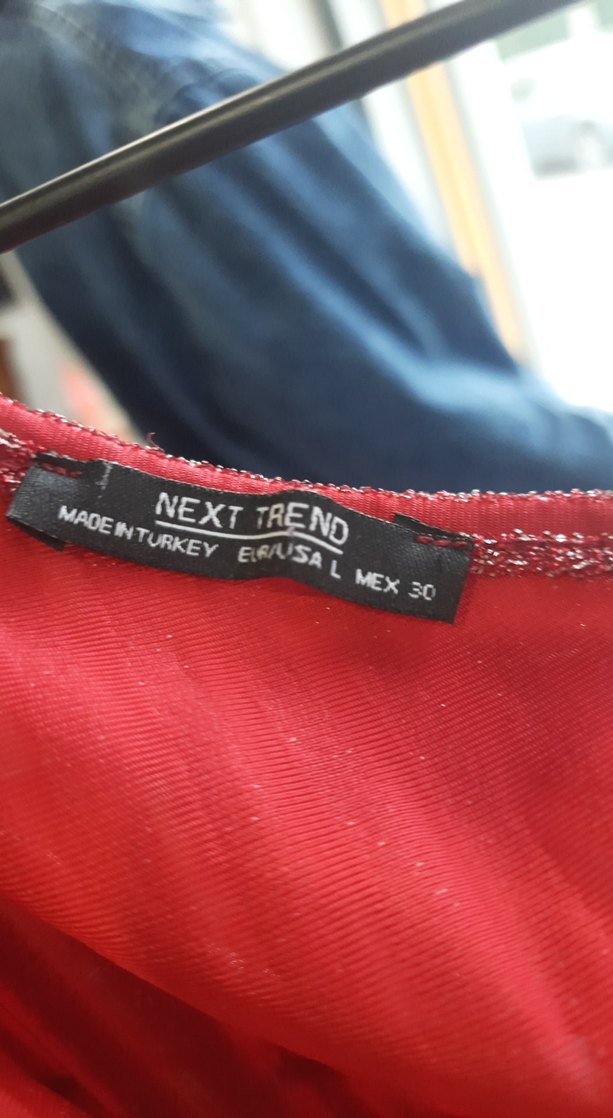 NEXT TREND
MADE IN TURKEY EUR/USA L MEX 30